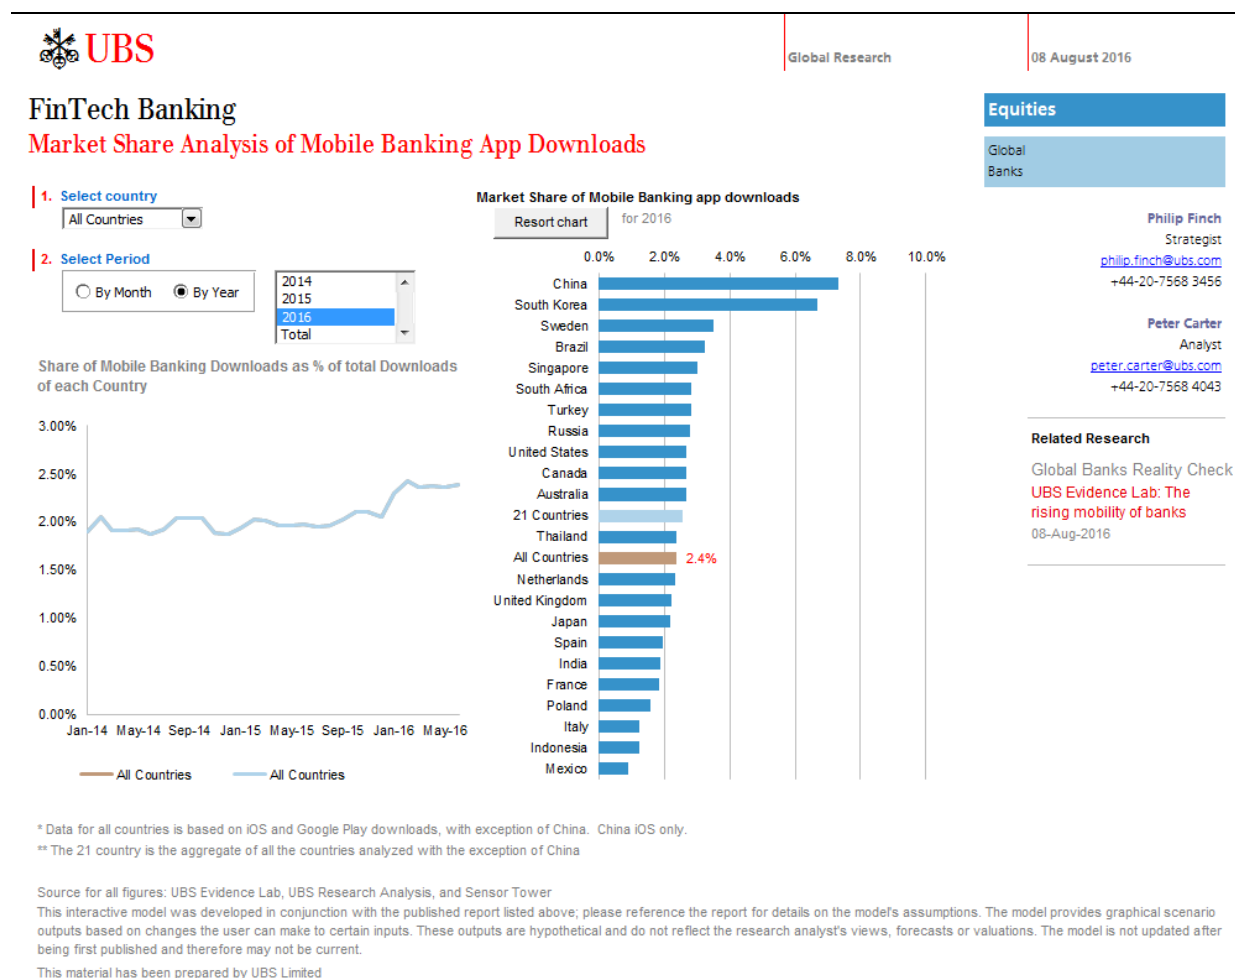 UBS
Global Research
08 August 2016
FinTech Banking
Market Share Analysis of Mobile Banking App Downloads
Equities
Global
Banks
1. Select country
All Countries
2. Select Period
By Month
By Year
2014
2015
2016
Total
Share of Mobile Banking Downloads as % of total Downloads
of each Country
3.00%
2.50%
2.00%
1.50%
1.00%
0.50%
0.00%
Jan-14 May-14 Sep-14 Jan-15 May-15 Sep-15 Jan-16 May-16
All Countries
All Countries
Market Share of Mobile Banking app downloads
Resort chart
for 2016
0.0% 2.0% 4.0% 6.0% 8.0% 10.0%
China
South Korea
Sweden
Brazil
Singapore
South Africa
Turkey
Russia
United States
Canada
Australia
21 Countries
Thailand
All Countries 2.4%
Netherlands
United Kingdom
Japan
Spain
India
France
Poland
Italy
Indonesia
Mexico
Philip Finch
Strategist
philip.finch@ubs.com
+44-20-7568 3456
Peter Carter
Analyst
peter.carter@ubs.com
+44-20-7568 4043
Related Research
Global Banks Reality Check
UBS Evidence Lab: The
rising mobility of banks
08-Aug-2016
* Data for all countries is based on iOS and Google Play downloads, with exception of China. China iOS only.
** The 21 country is the aggregate of all the countries analyzed with the exception of China
Source for all figures: UBS Evidence Lab, UBS Research Analysis, and Sensor Tower
This interactive model was developed in conjunction with the published report listed above; please reference the report for details on the model's assumptions. The model provides graphical scenario
outputs based on changes the user can make to certain inputs. These outputs are hypothetical and do not reflect the research analyst's views, forecasts or valuations. The model is not updated after
being first published and therefore may not be current.
This material has been prepared by UBS Limited